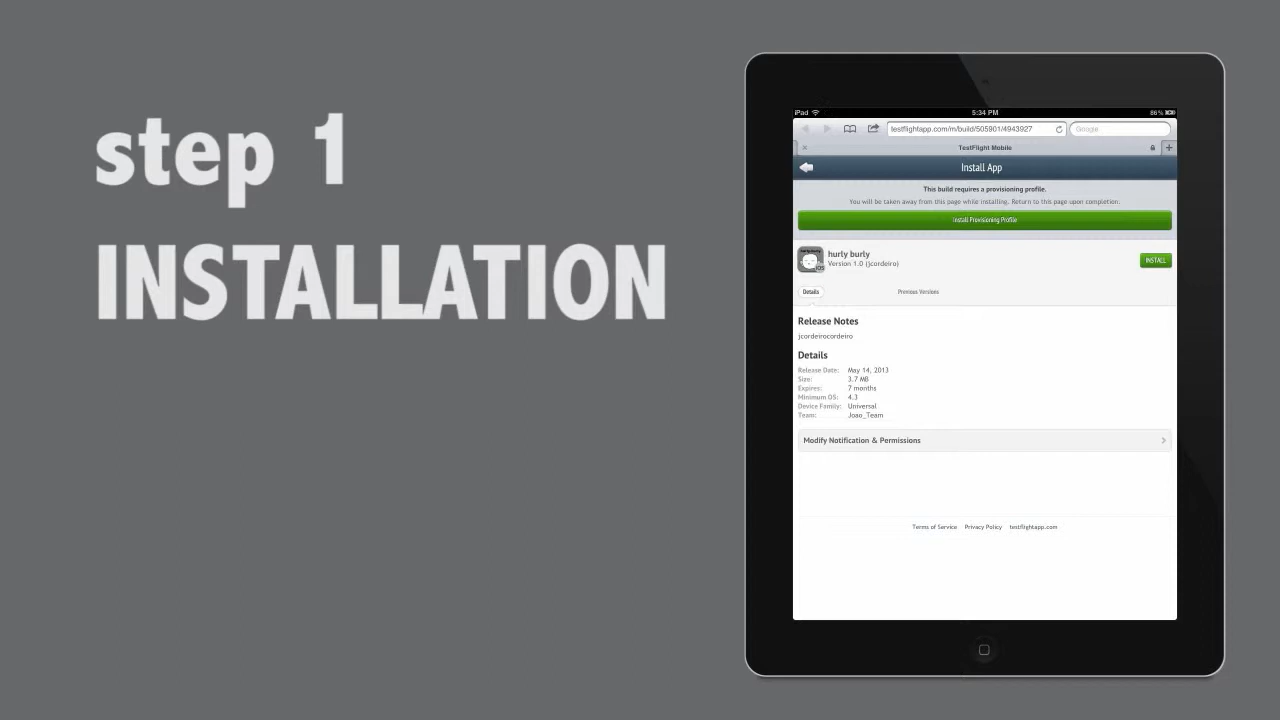 step 1
INSTALLATION
iPad
5:34 PM
86%
testflightapp.com/m/build/505901/4943927
Google
TestFlight Mobile
Install App
This build requires a provisioning profile.
You will be taken away from this page while installing. Return to this page upon completion.
Install Provisioning Profile
hurly burly
Version 1.0 (jcordeiro)
INSTALL
Details
Previous Versions
Release Notes
jcordeirocordeiro
Details
Release Date: May 14, 2013
Size: 3.7 MB
Expires: 7 months
Minimum OS: 4.3
Device Family: Universal
Team: Joao_Team
Modify Notification & Permissions
Terms of Service Privacy Policy testflightapp.com